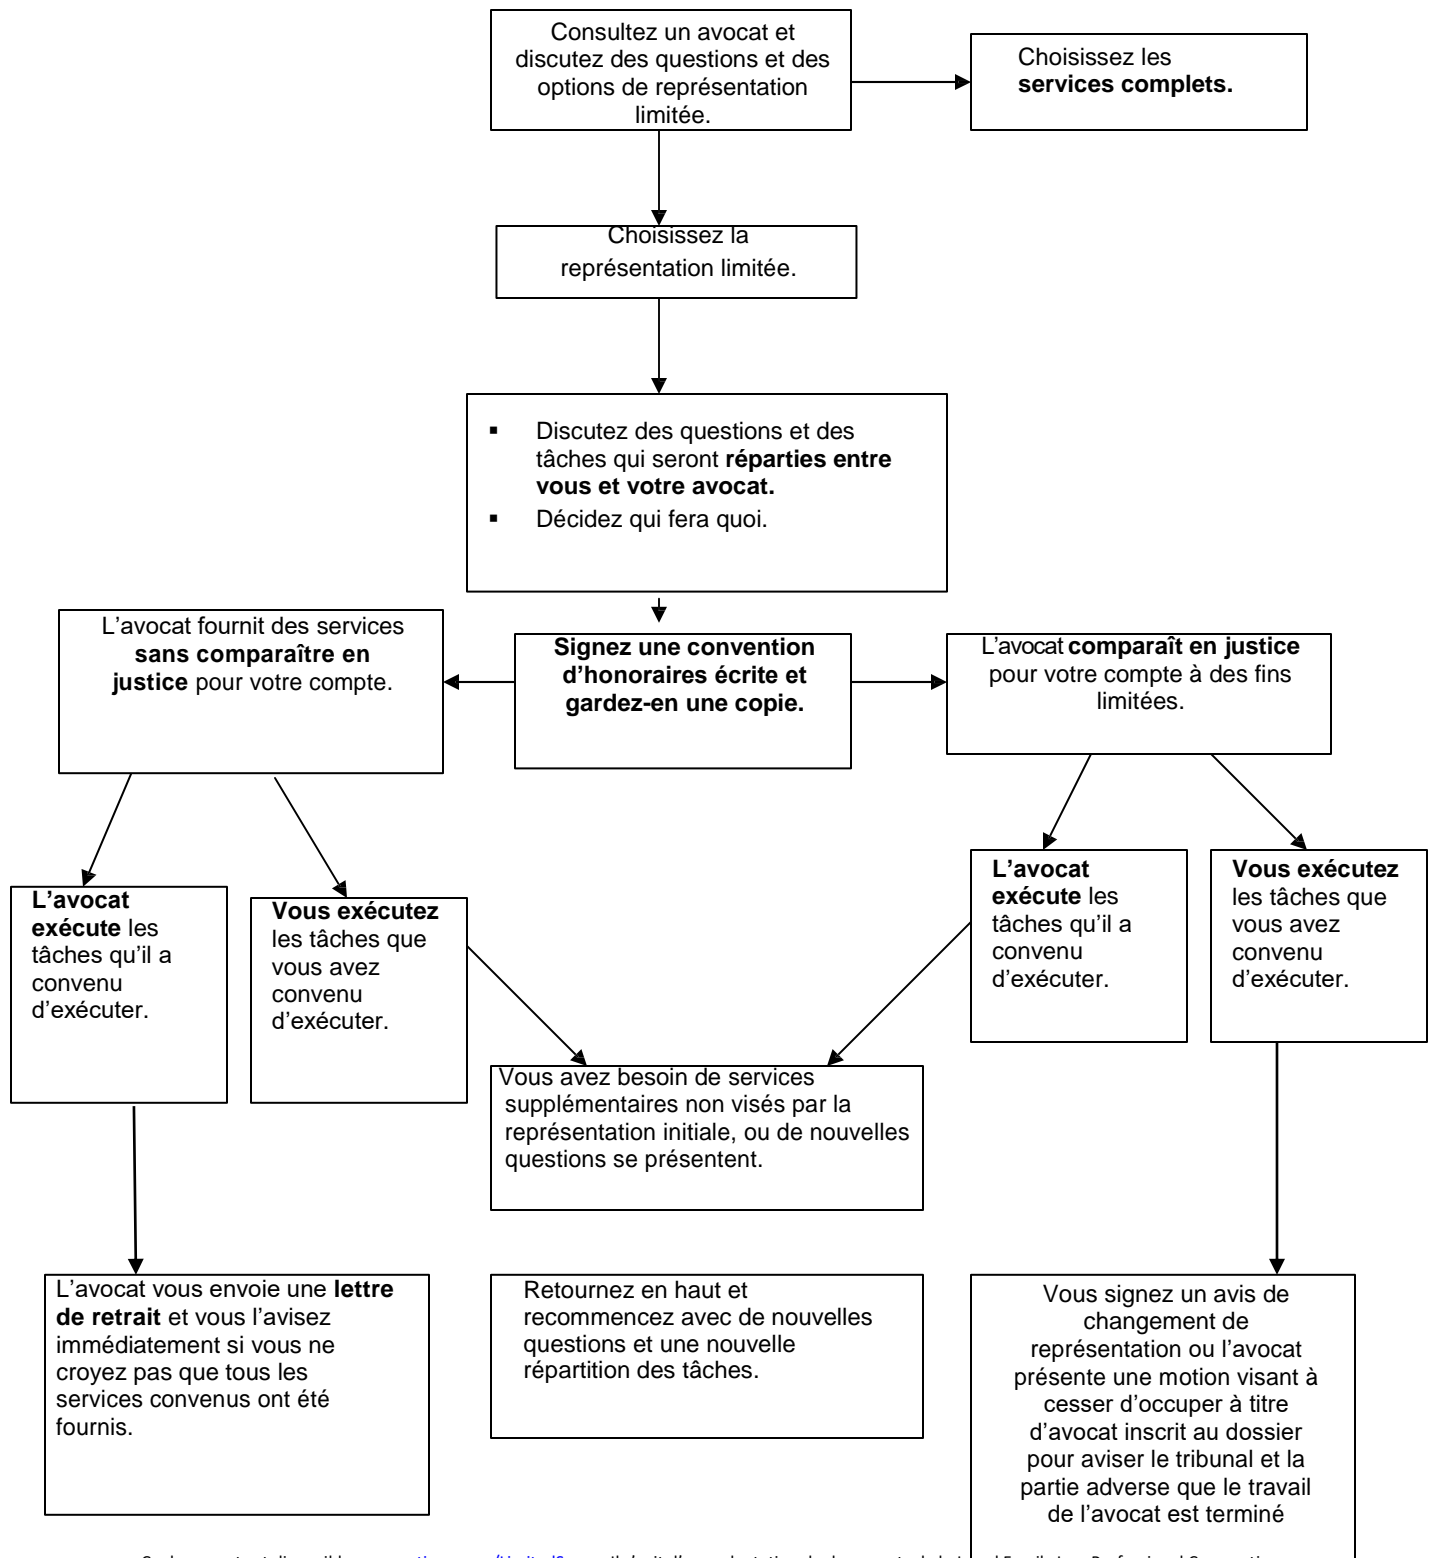 Consultez un avocat et
discutez des questions et des
options de représentation
limitée.
Choisissez les
services complets.
Choisissez la
représentation limitée.
▪ Discutez des questions et des
tâches qui seront réparties entre
vous et votre avocat.
▪ Décidez qui fera quoi.
L’avocat fournit des services
sans comparaître en
justice pour votre compte.
Signez une convention
d’honoraires écrite et
gardez-en une copie.
L’avocat comparaît en justice
pour votre compte à des fins
limitées.
L’avocat
exécute les
tâches qu’il a
convenu
d’exécuter.
Vous exécutez
les tâches que
vous avez
convenu
d’exécuter.
L’avocat
exécute les
tâches qu’il a
convenu
d’exécuter.
Vous exécutez
les tâches que
vous avez
convenu
d’exécuter.
Vous avez besoin de services
supplémentaires non visés par la
représentation initiale, ou de nouvelles
questions se présentent.
L’avocat vous envoie une lettre
de retrait et vous l’avisez
immédiatement si vous ne
croyez pas que tous les
services convenus ont été
fournis.
Retournez en haut et
recommencez avec de nouvelles
questions et une nouvelle
répartition des tâches.
Vous signez un avis de
changement de
représentation ou l’avocat
présente une motion visant à
cesser d’occuper à titre
d’avocat inscrit au dossier
pour aviser le tribunal et la
partie adverse que le travail
de l’avocat est terminé